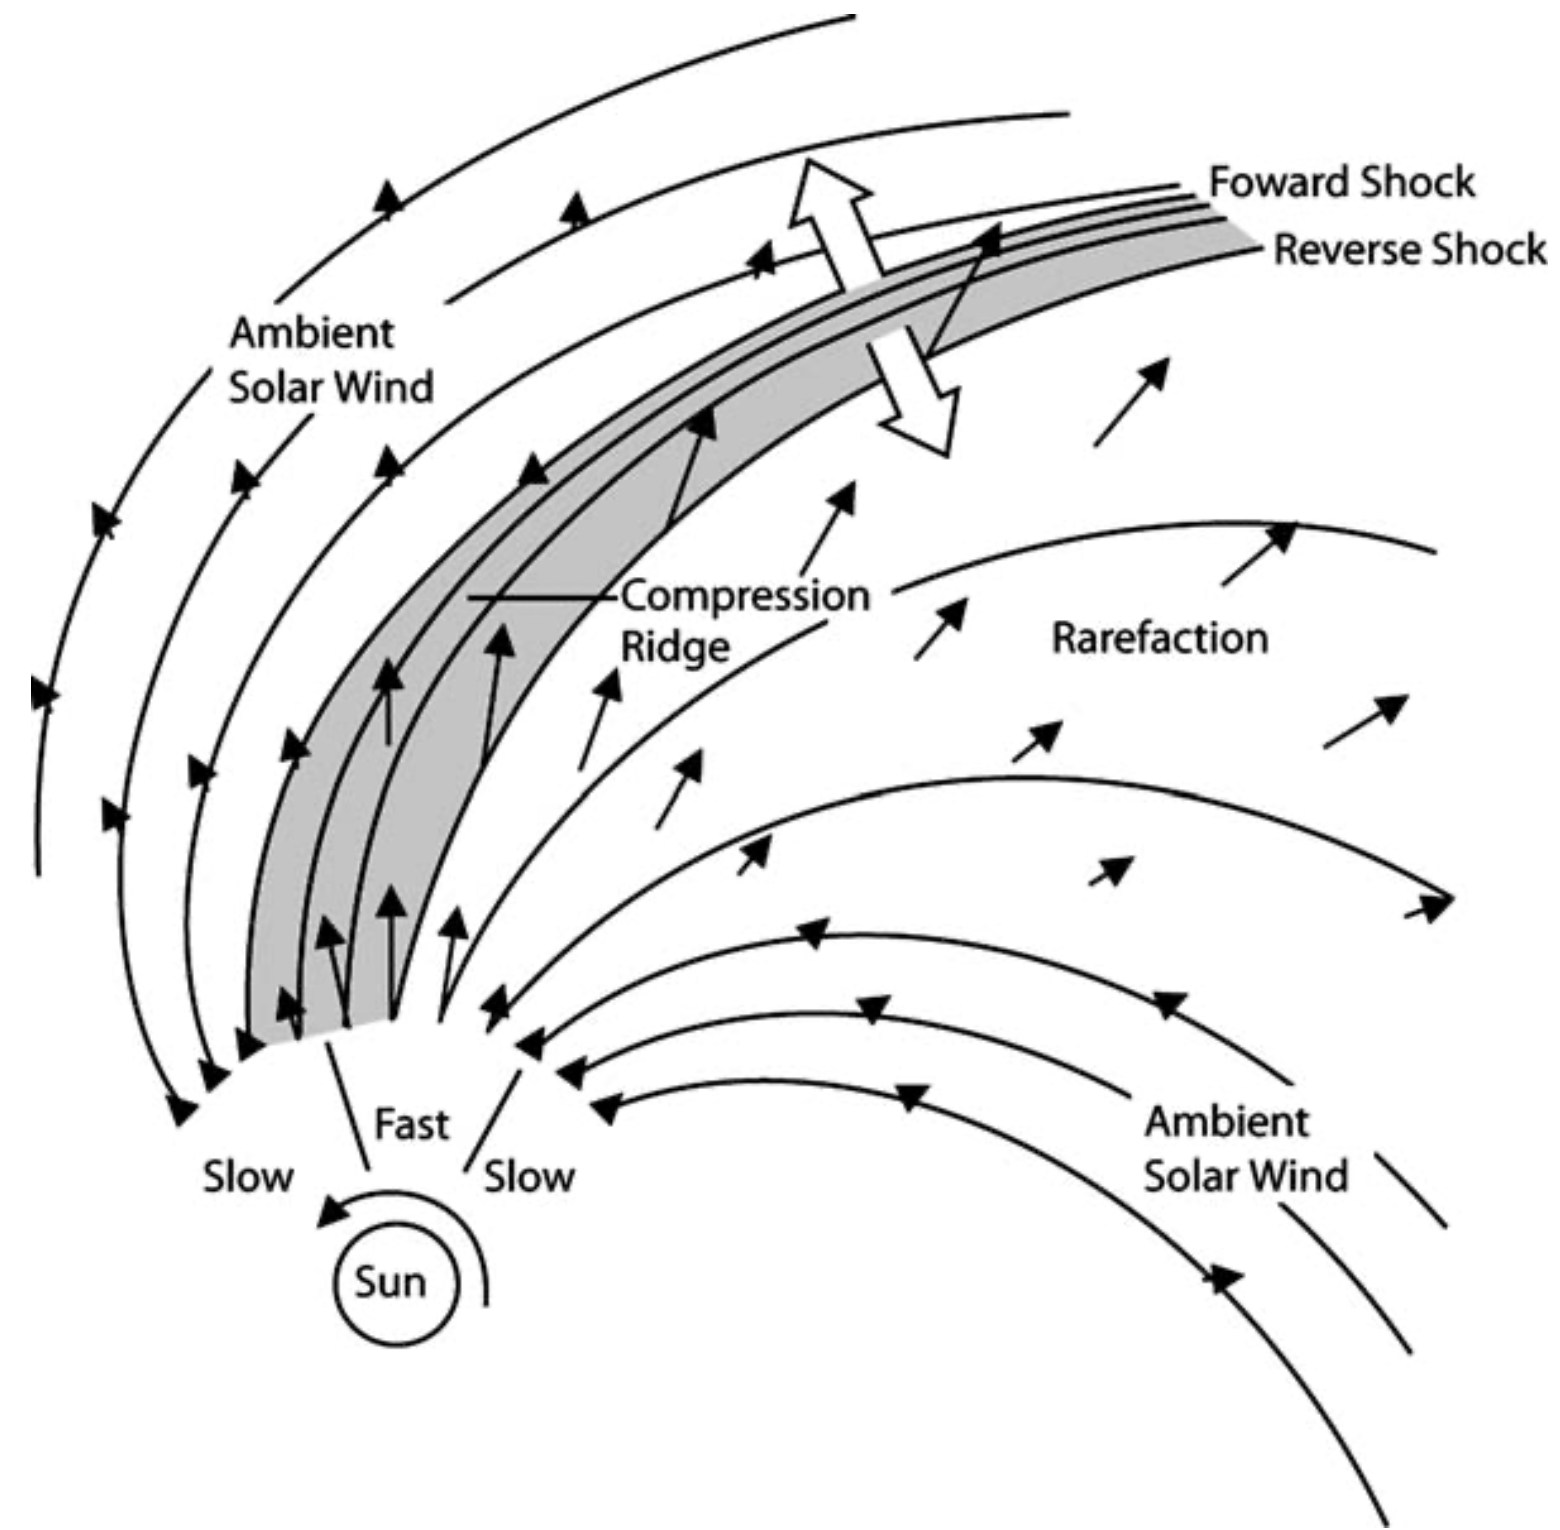 Foward Shock
Reverse Shock
Ambient
Solar Wind
Compression
Ridge
Rarefaction
Ambient
Solar Wind
Fast
Slow
Slow
Sun